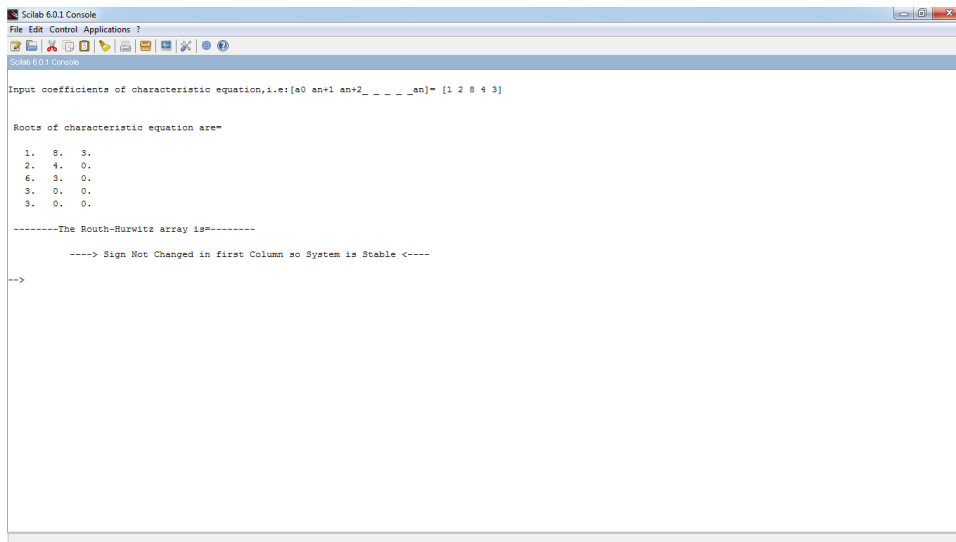 Scilab 6.0.1 Console
File Edit Control Applications ?
Scilab 6.0.1 Console
Input coefficients of characteristic equation,i.e:[a0 an+1 an+2_ _ _ _ _an]= [1 2 8 4 3]
Roots of characteristic equation are=
1. 8. 3.
2. 4. 0.
6. 3. 0.
3. 0. 0.
3. 0. 0.
--------The Routh-Hurwitz array is=--------
----> Sign Not Changed in first Column so System is Stable <----
-->